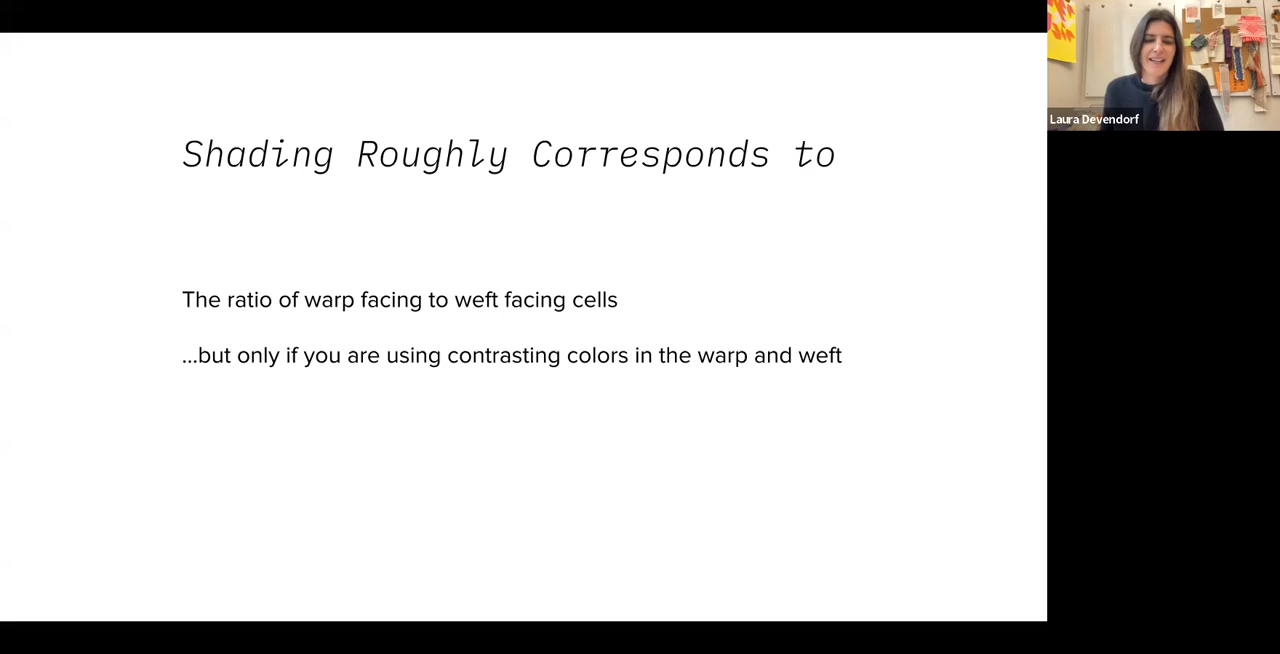 Shading Roughly Corresponds to
The ratio of warp facing to weft facing cells
...but only if you are using contrasting colors in the warp and weft
Laura Devendorf